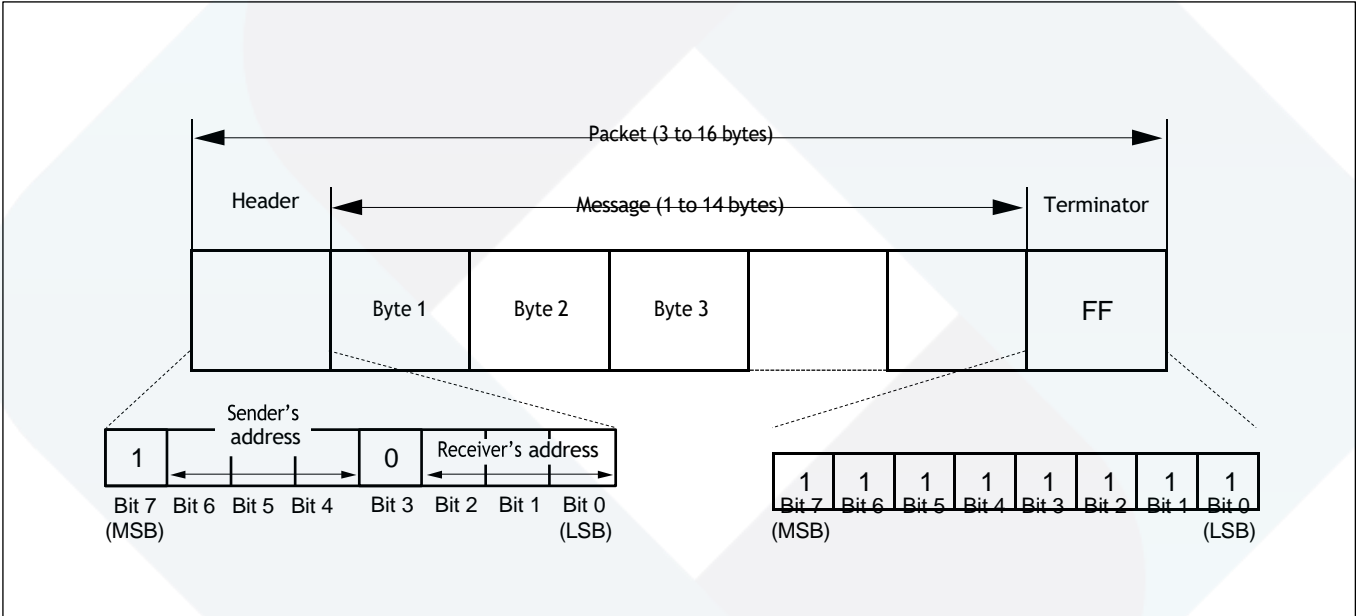 Packet (3 to 16 bytes)
Header
Message (1 to 14 bytes)
Terminator
Byte 1
Byte 2
Byte 3
FF
Sender's
address
1
0
Receiver's address
Bit 7
Bit 6
Bit 5
Bit 4
Bit 3
Bit 2
Bit 1
Bit 0
(MSB)
(LSB)
1 1 1 1 1 1 1 1
Bit 7 Bit 6 Bit 5 Bit 4 Bit 3 Bit 2 Bit 1 Bit 0
(MSB)
(LSB)